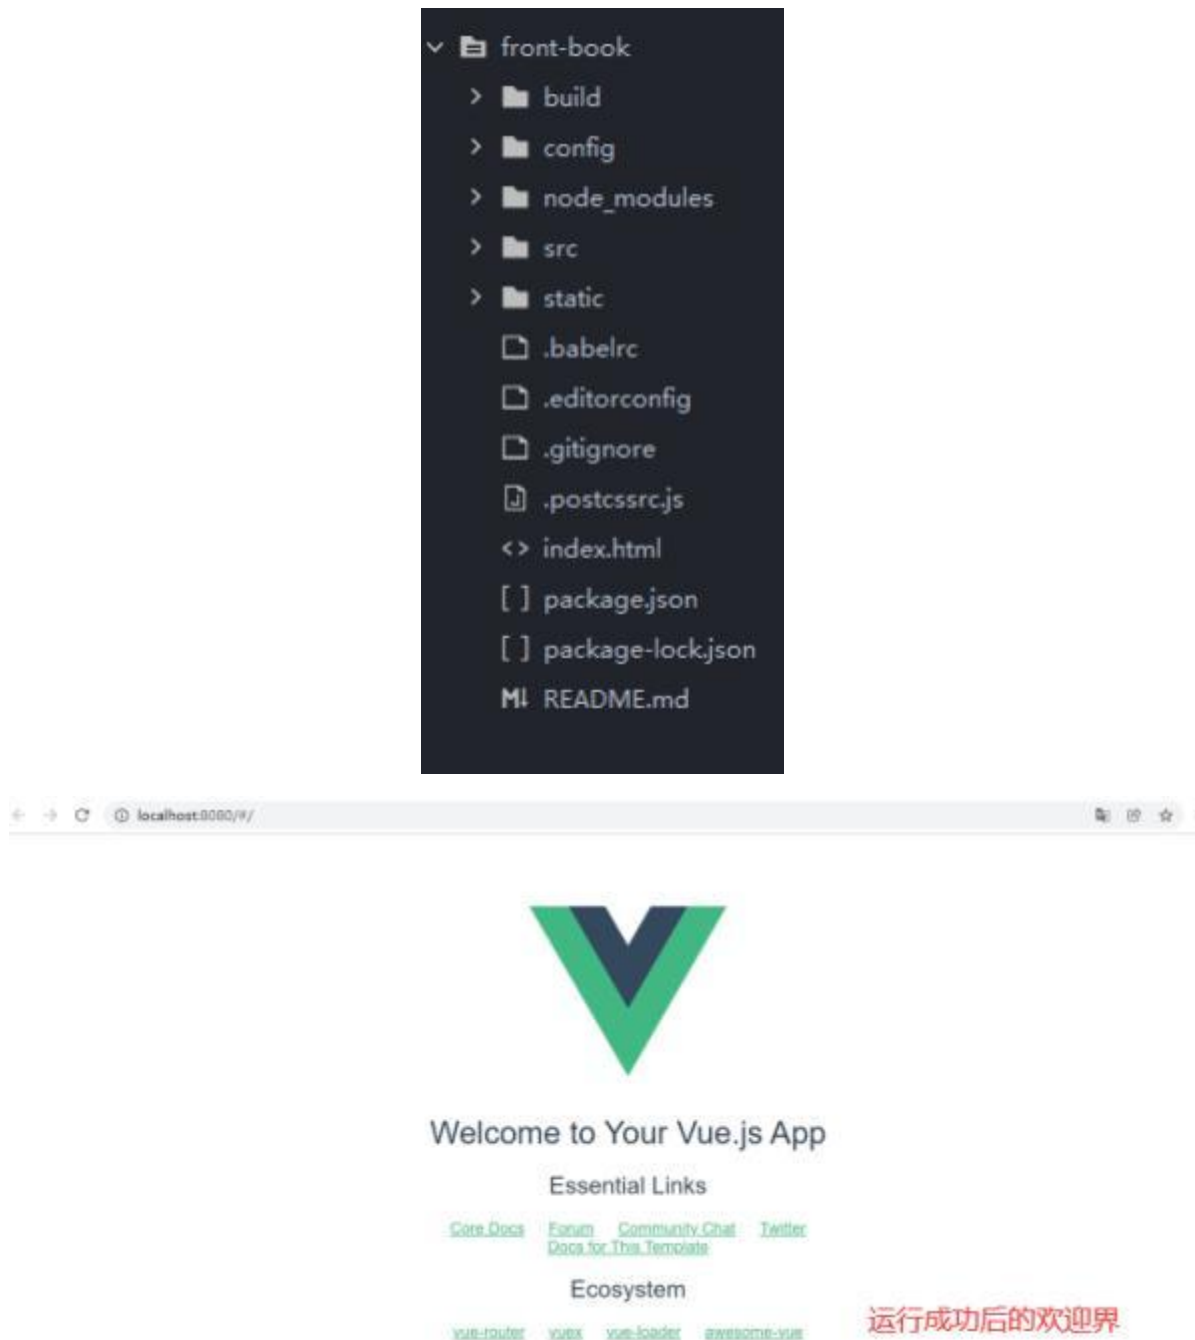 front-book
build
config
node_modules
src
static
.babelrc
.editorconfig
.gitignore
.postcssrc.js
index.html
package.json
package-lock.json
README.md
localhost:8080/#/
Welcome to Your Vue.js App
Essential Links
Core Docs Forum Community Chat Twitter
Docs for This Template
Ecosystem
vue-router vuex vue-loader awesome-vue
运行成功后的欢迎界